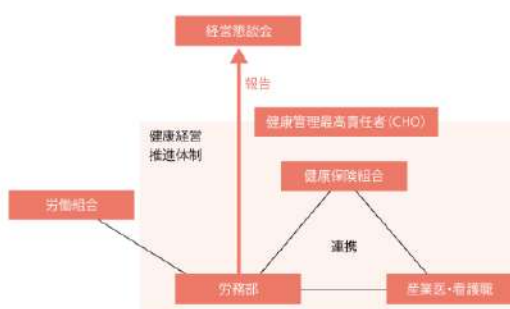 経営懇談会
報告
健康管理最高責任者(CHO)
健康経営
推進体制
健康保険組合
労働組合
連携
労務部
産業医・看護職